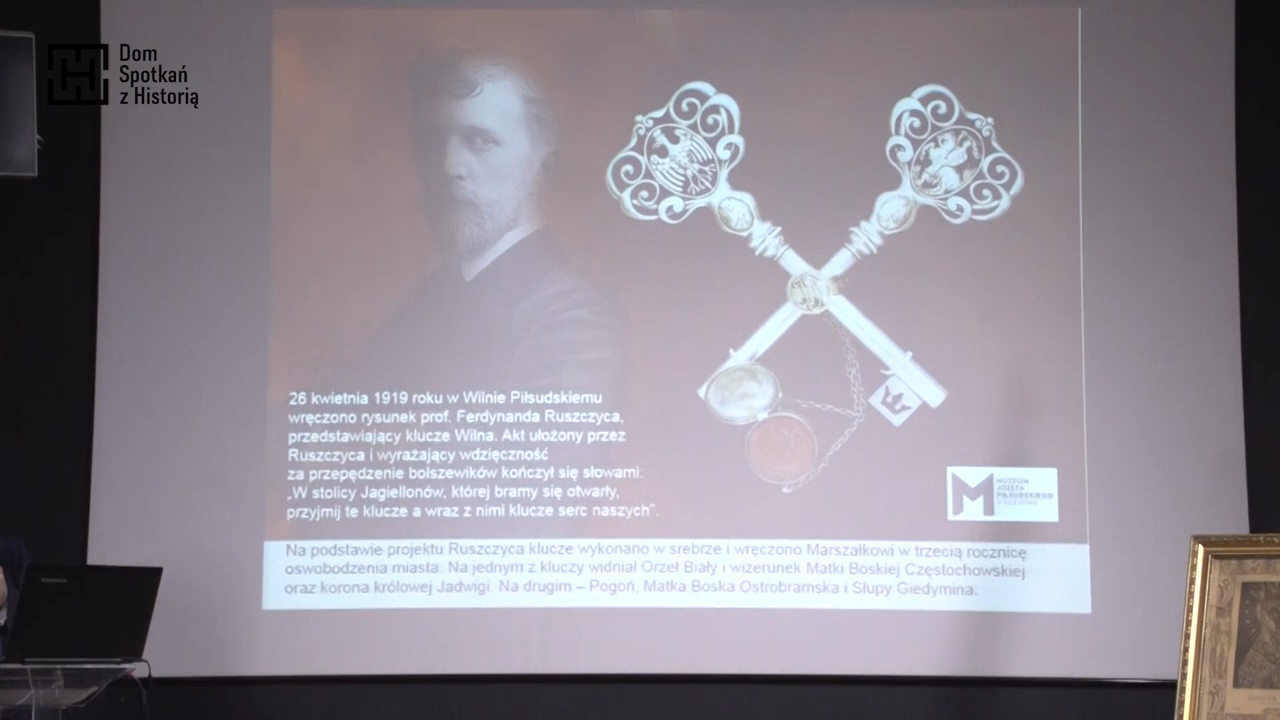 Dom
Spotkań
z Historią
26 kwietnia 1919 roku w Wilnie Piłsudskiemu
wręczono rysunek prof. Ferdynanda Ruszczyca,
przedstawiający klucze Wilna. Akt ułożony przez
Ruszczyca i wyrażający wdzięczność
za przepędzenie bolszewików kończył się słowami:
„W stolicy Jagiellonów, której bramy się otwarły,
przyjmij te klucze a wraz z nimi klucze serc naszych”.
MUZEUM
JÓZEFA
PIŁSUDSKIEGO
Na podstawie projektu Ruszczyca klucze wykonano w srebrze i wręczono Marszałkowi w trzecią rocznicę
oswobodzenia miasta. Na jednym z kluczy widniał Orzeł Biały i wizerunek Matki Boskiej Częstochowskiej
oraz korona królowej Jadwigi. Na drugim – Pogoń, Matka Boska Ostrobramska i Słupy Giedymina.